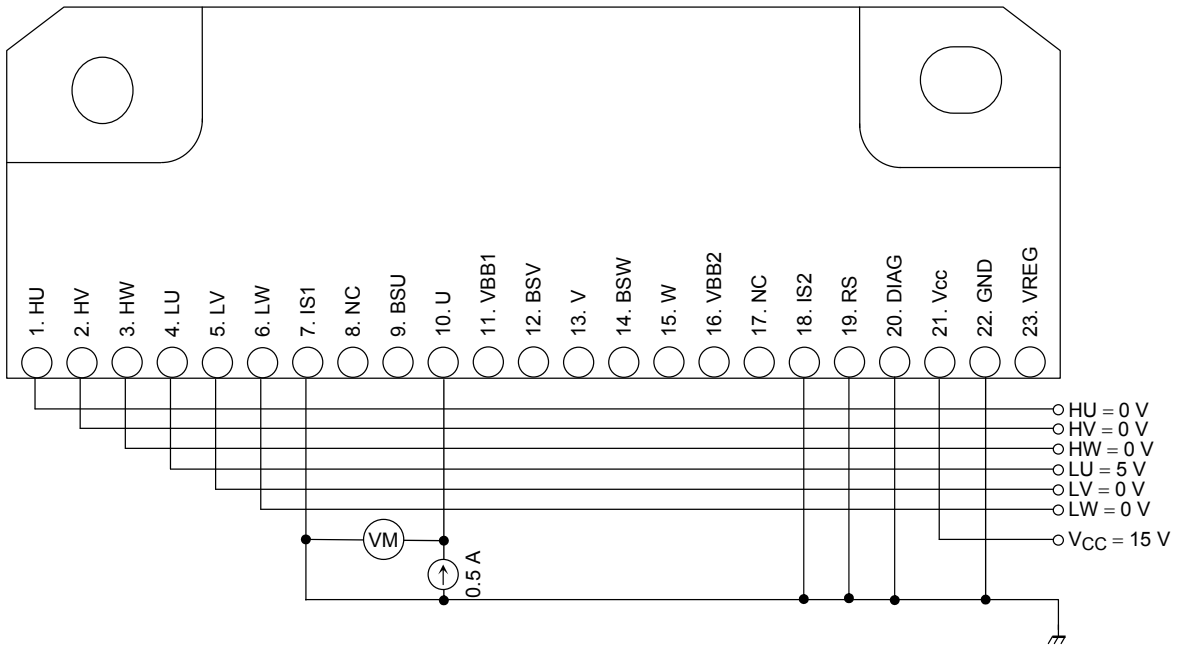 1. HU
2. HV
3. HW
4. LU
5. LV
6. LW
7. IS1
8. NC
9. BSU
10. U
11. VBB1
12. BSV
13. V
14. BSW
15. W
16. VBB2
17. NC
18. IS2
19. RS
20. DIAG
21. Vcc
22. GND
23. VREG
HU = 0 V
HV = 0 V
HW = 0 V
LU = 5 V
LV = 0 V
LW = 0 V
VM
VCC = 15 V
0.5 A